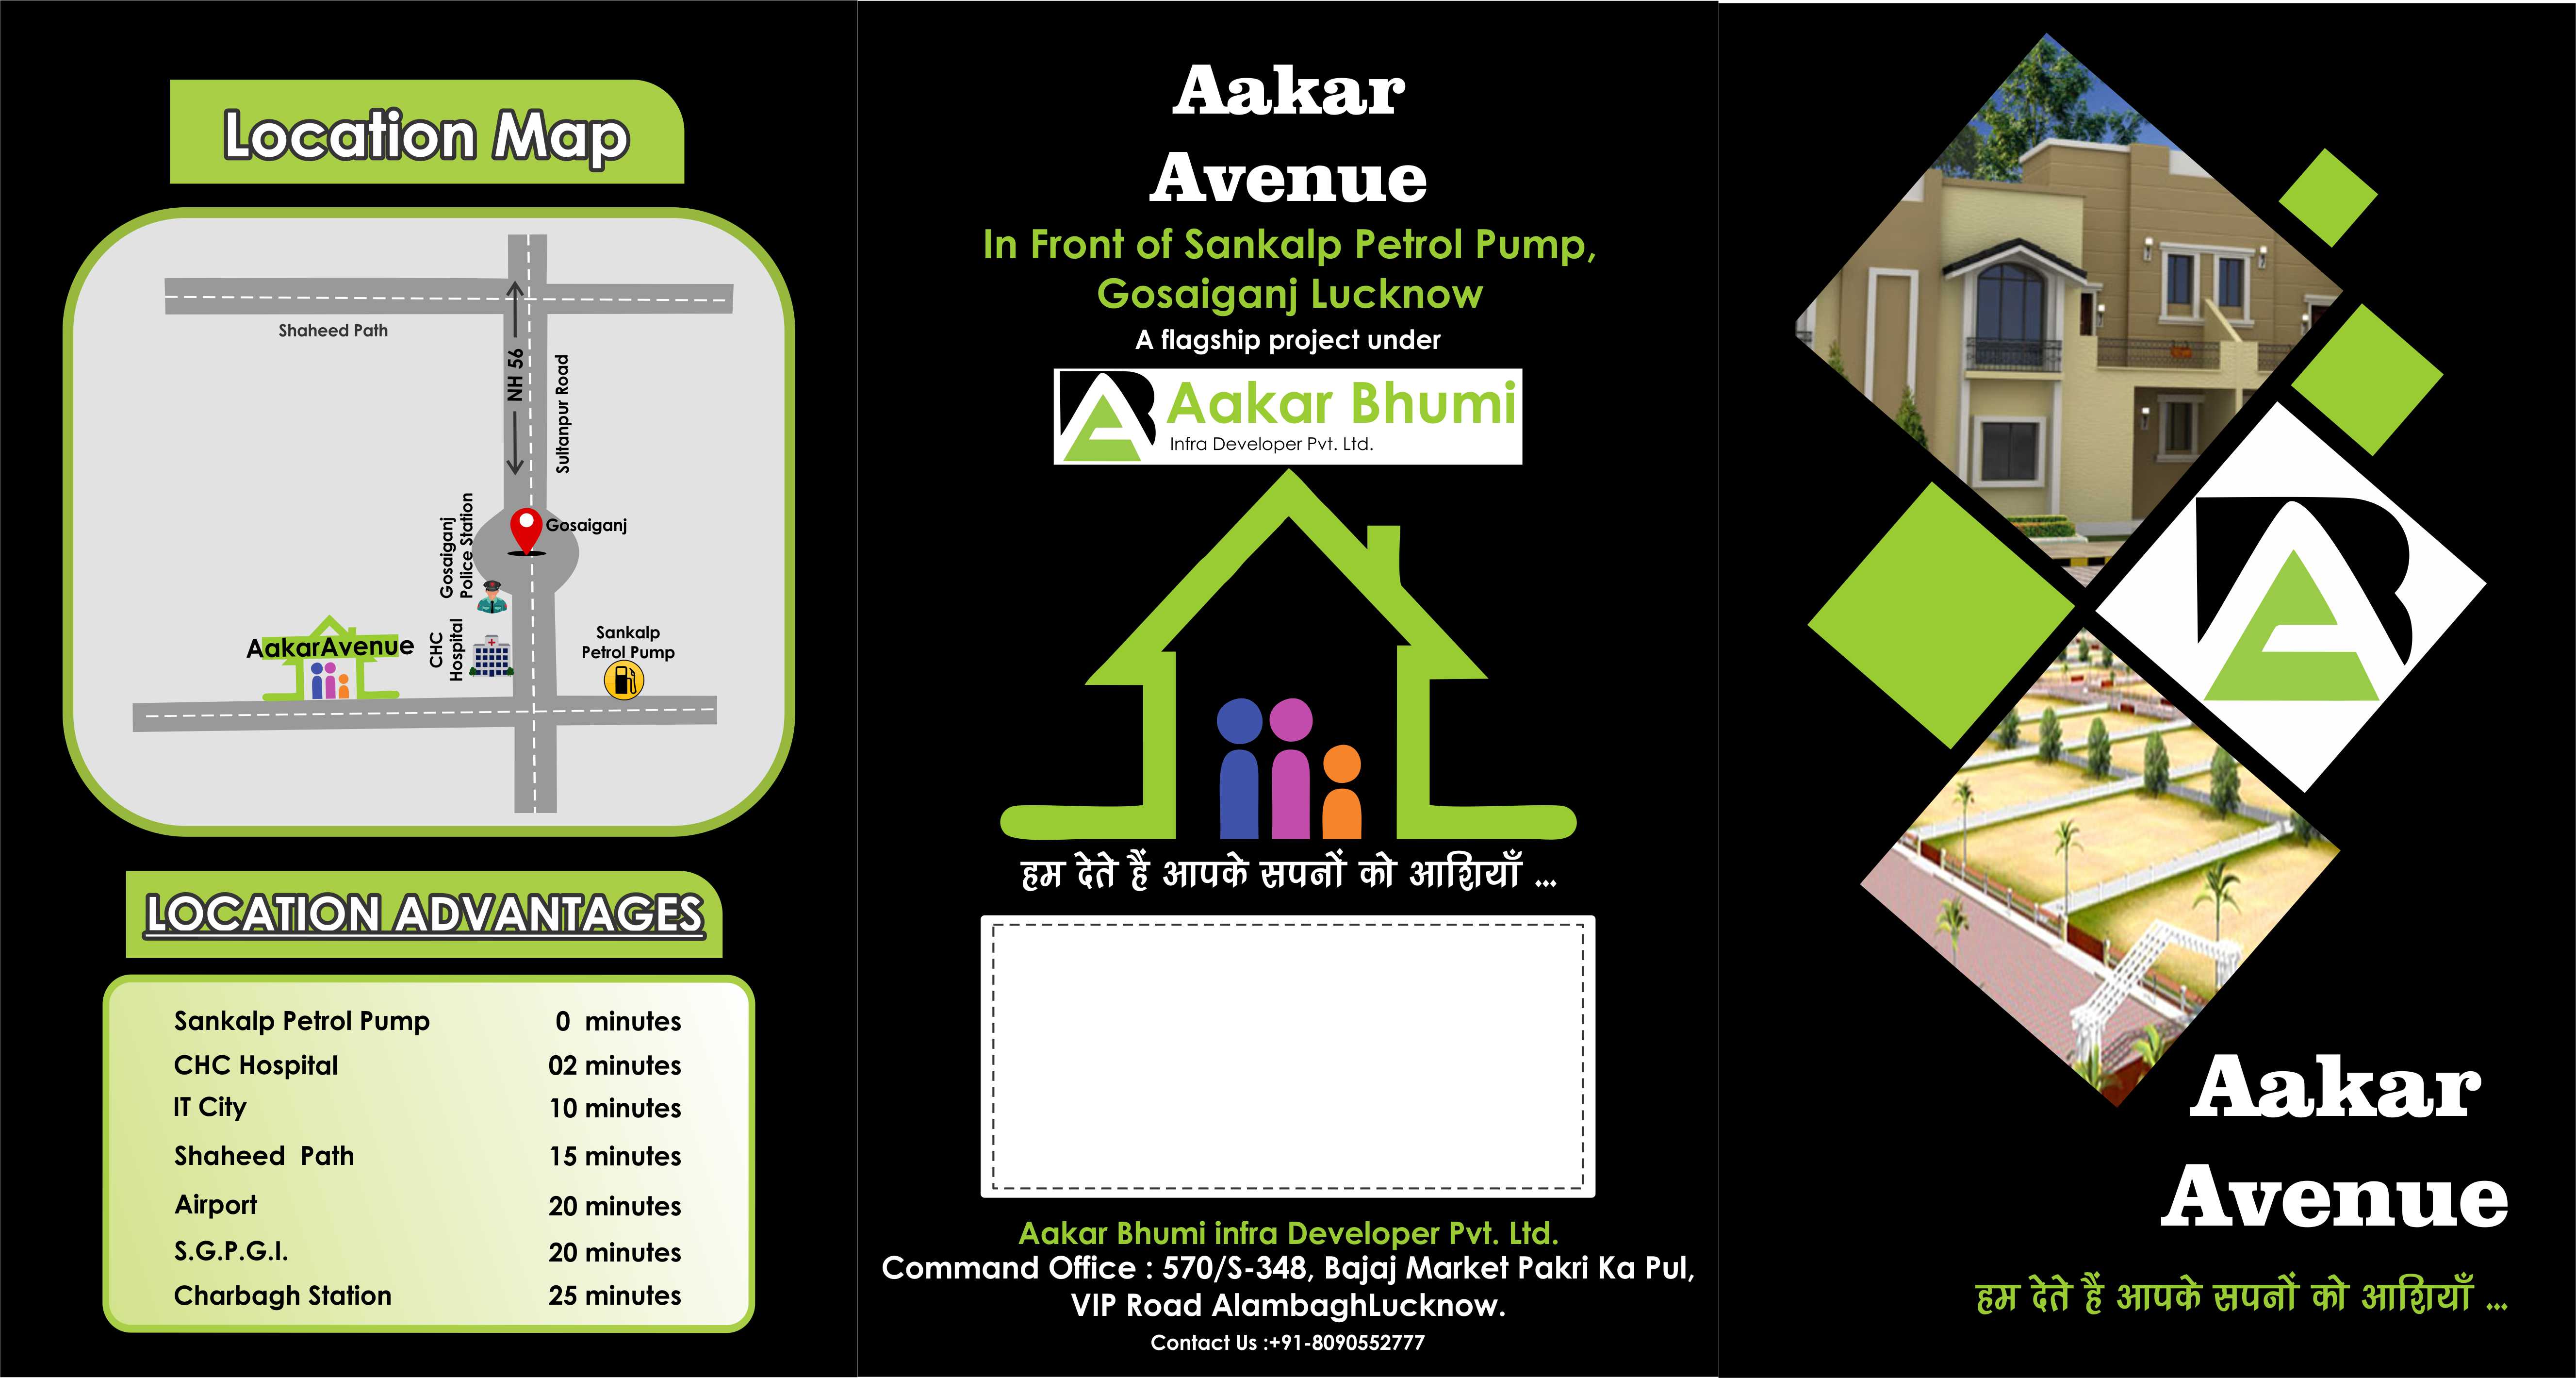 Location Map
Shaheed Path
NH 56
Sultanpur Road
Gosaiganj
Police Station
Gosaiganj
AakarAvenue
CHC
Hospital
Sankalp
Petrol Pump
LOCATION ADVANTAGES
Sankalp Petrol Pump 0 minutes
CHC Hospital 02 minutes
IT City 10 minutes
Shaheed Path 15 minutes
Airport 20 minutes
S.G.P.G.I. 20 minutes
Charbagh Station 25 minutes
Aakar
Avenue
In Front of Sankalp Petrol Pump,
Gosaiganj Lucknow
A flagship project under
Aakar Bhumi
Infra Developer Pvt. Ltd.
हम देते हैं आपके सपनों को आशियाँ ...
Aakar Bhumi infra Developer Pvt. Ltd.
Command Office : 570/S-348, Bajaj Market Pakri Ka Pul,
VIP Road AlambaghLucknow.
Contact Us :+91-8090552777
Aakar
Avenue
हम देते हैं आपके सपनों को आशियाँ ...